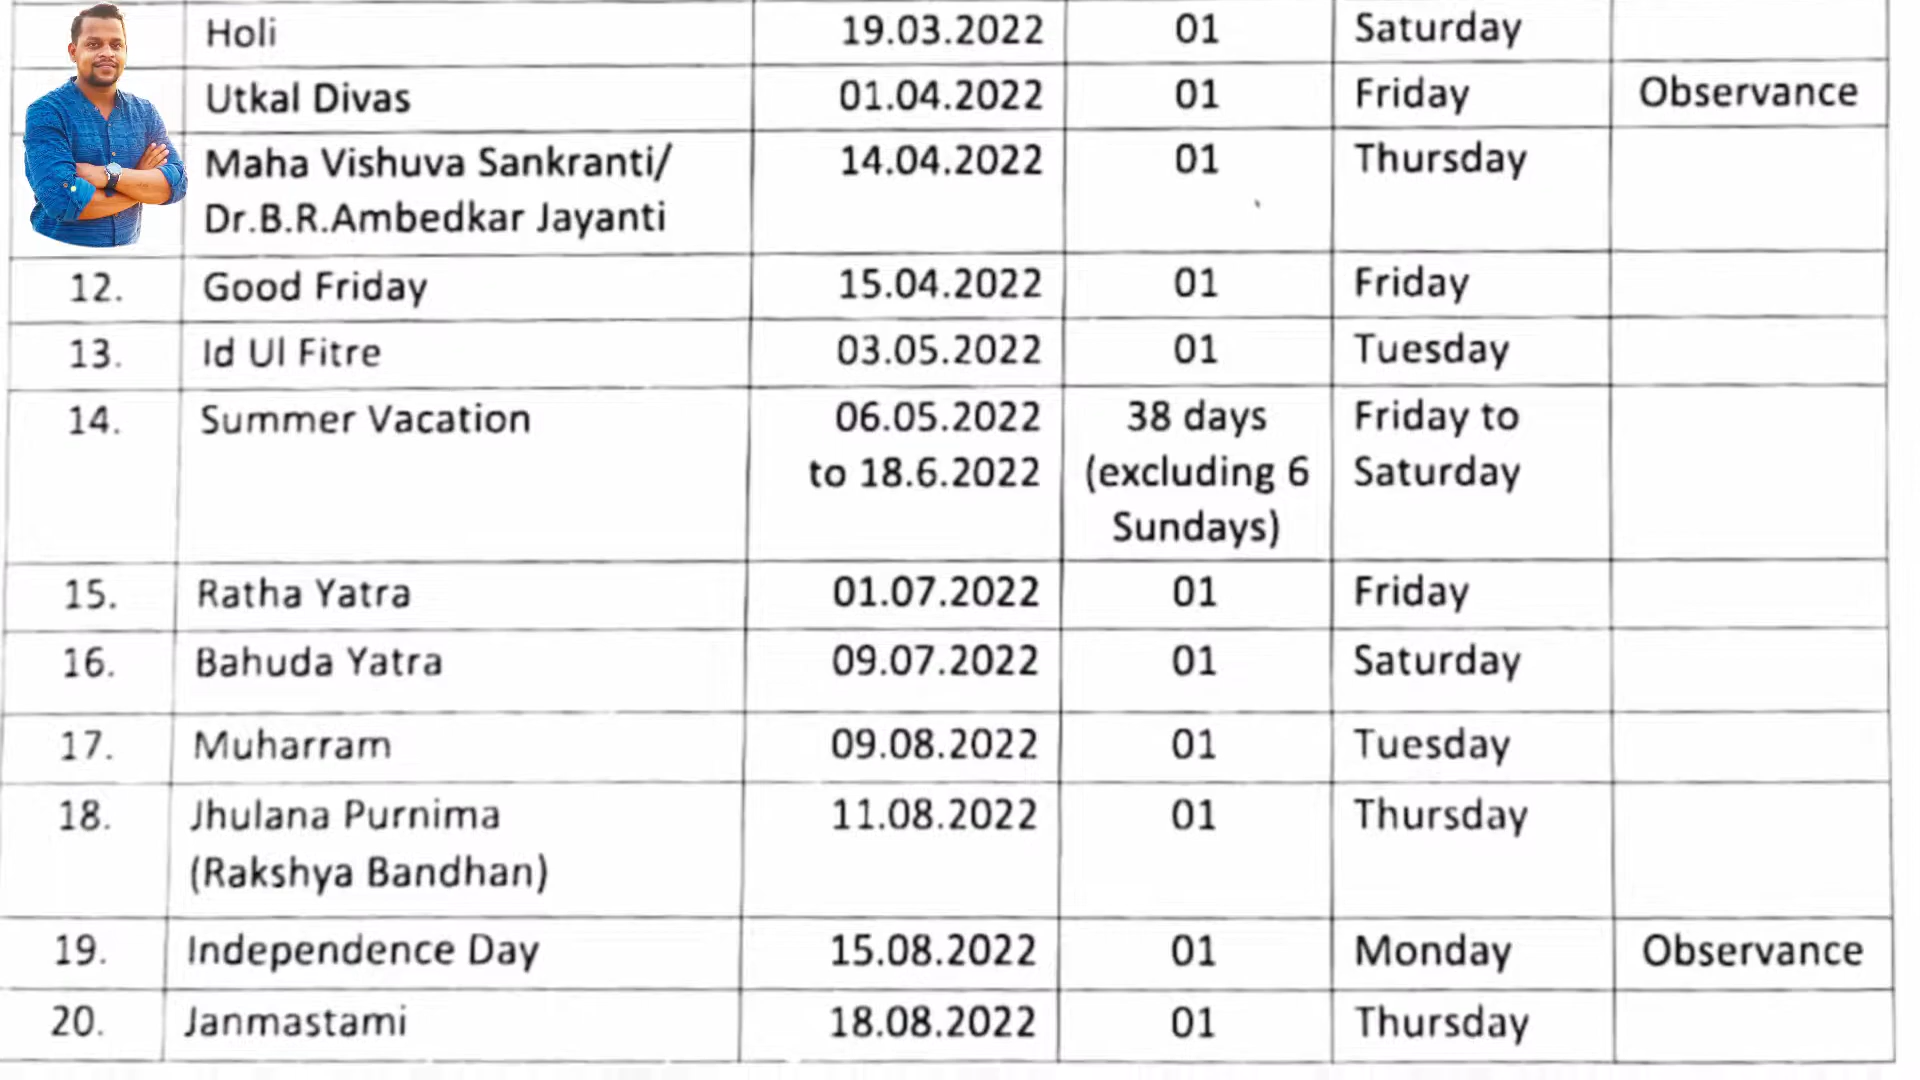 Holi 19.03.2022 01 Saturday
Utkal Divas 01.04.2022 01 Friday Observance
Maha Vishuva Sankranti/ 14.04.2022 01 Thursday
Dr.B.R.Ambedkar Jayanti
12. Good Friday 15.04.2022 01 Friday
13. Id Ul Fitre 03.05.2022 01 Tuesday
14. Summer Vacation 06.05.2022 38 days Friday to
to 18.6.2022 (excluding 6 Saturday
Sundays)
15. Ratha Yatra 01.07.2022 01 Friday
16. Bahuda Yatra 09.07.2022 01 Saturday
17. Muharram 09.08.2022 01 Tuesday
18. Jhulana Purnima 11.08.2022 01 Thursday
(Rakshya Bandhan)
19. Independence Day 15.08.2022 01 Monday Observance
20. Janmastami 18.08.2022 01 Thursday